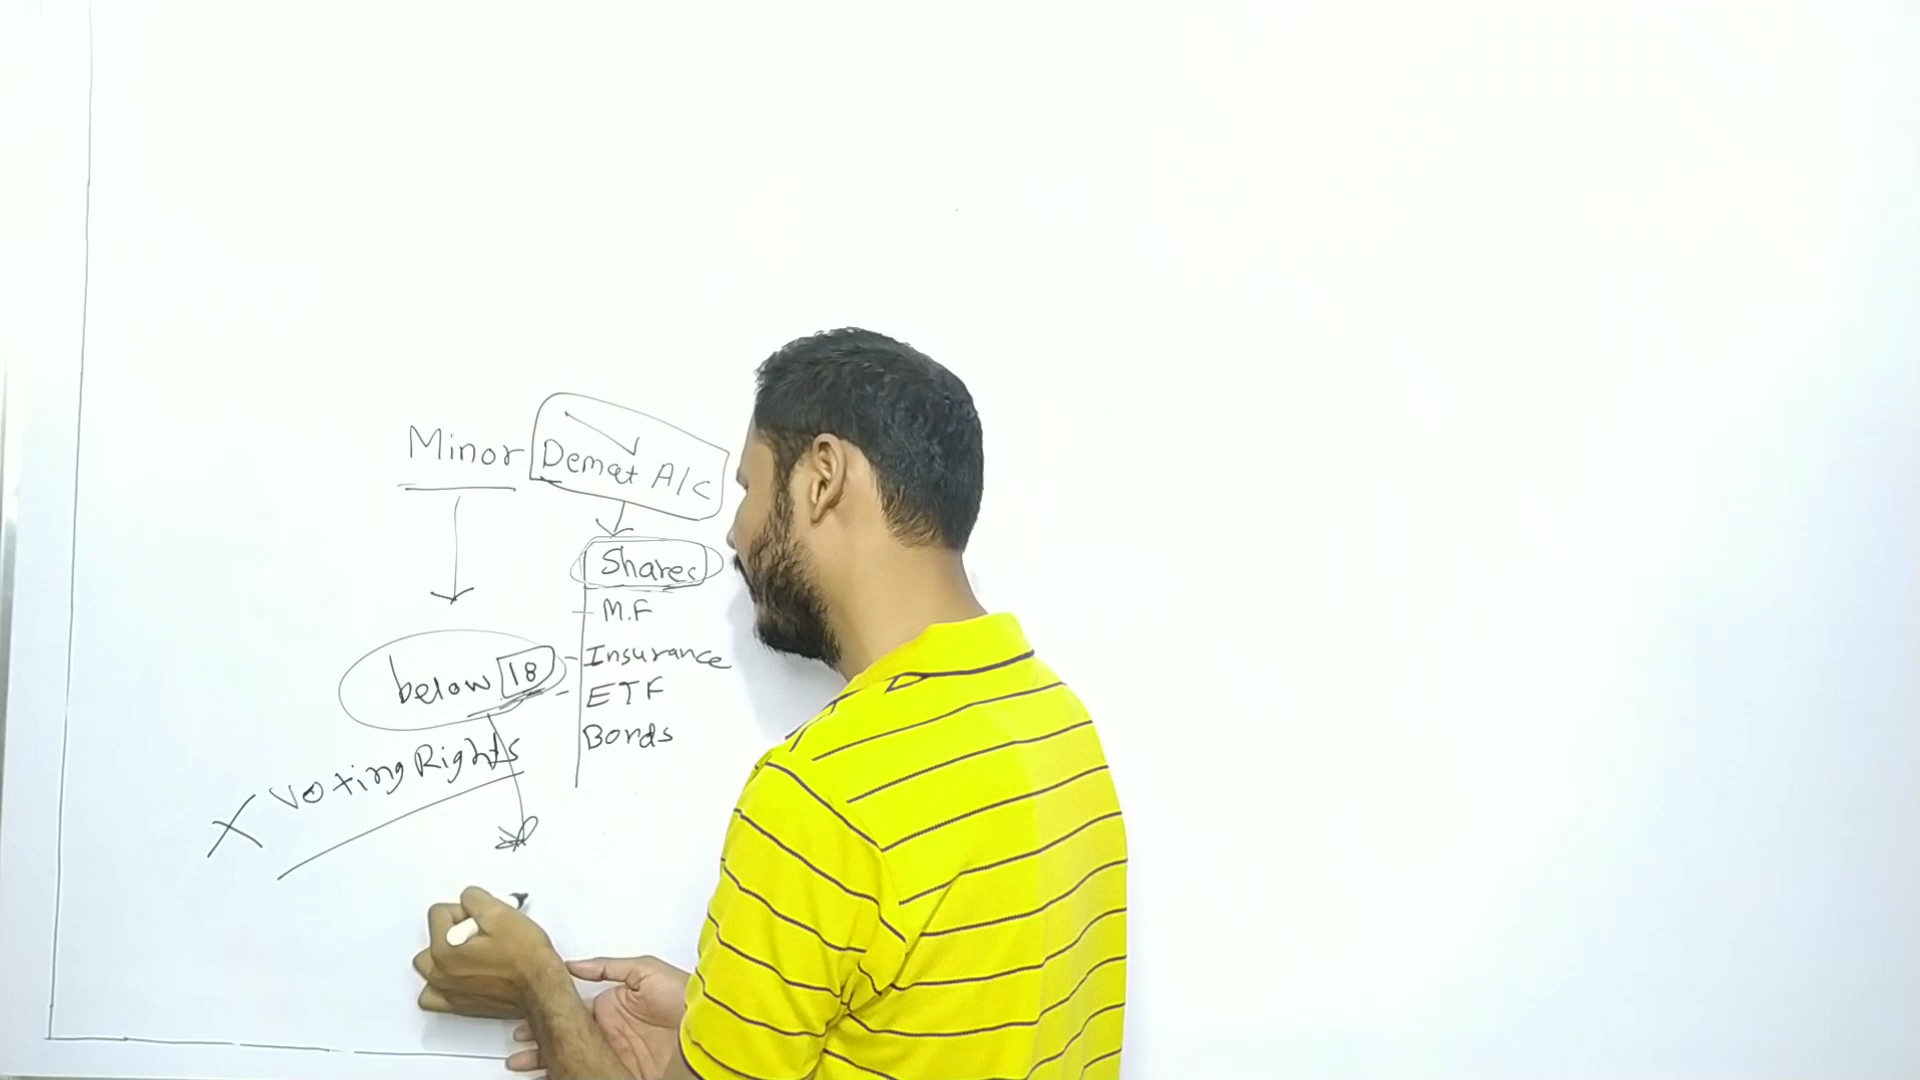 Minor Demat A/c
Shares
M.F
Insurance
ETF
Bonds
below 18
X Voting Rights